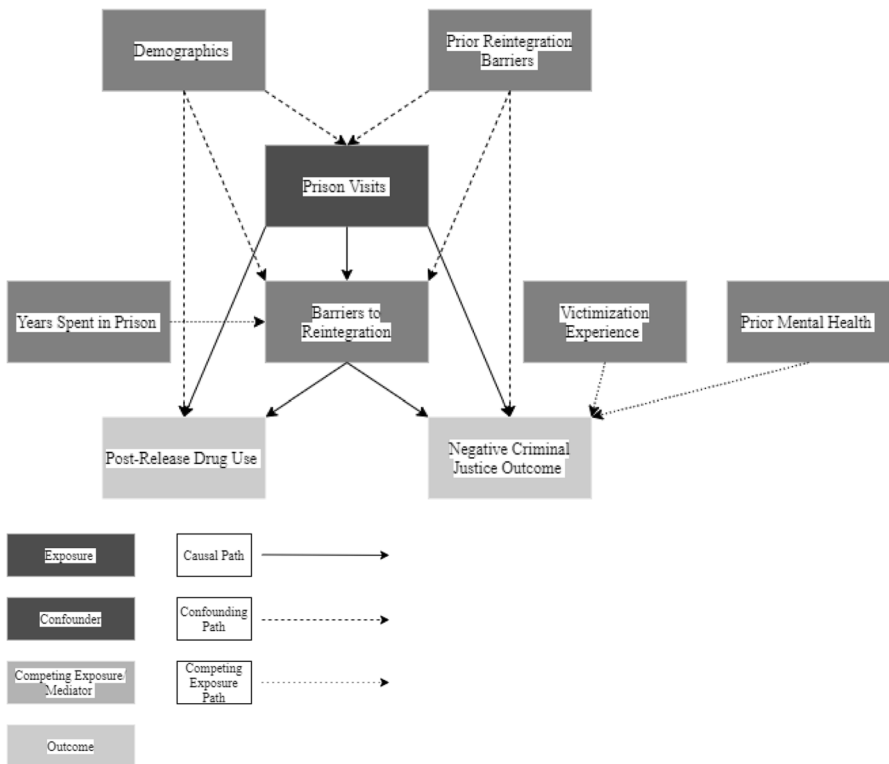 Demographics
Prior Reintegration
Barriers
Prison Visits
Years Spent in Prison
Barriers to
Reintegration
Victimization
Experience
Prior Mental Health
Post-Release Drug Use
Negative Criminal
Justice Outcome
Exposure
Causal Path
Confounder
Confounding
Path
Competing Exposure/
Mediator
Competing
Exposure
Path
Outcome